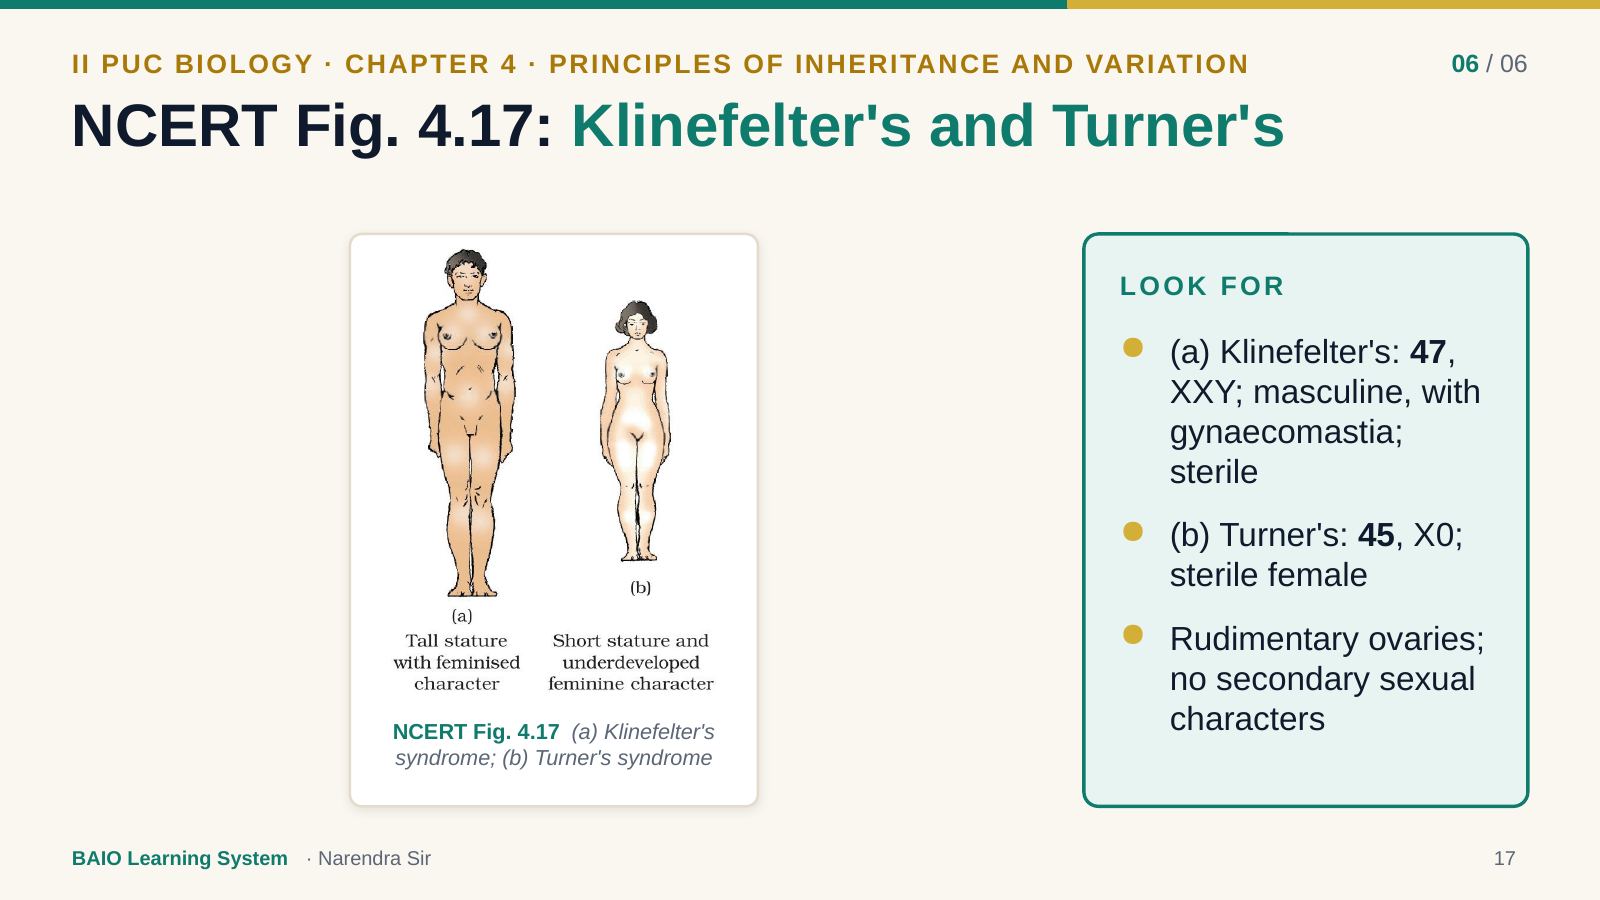 II PUC BIOLOGY · CHAPTER 4 · PRINCIPLES OF INHERITANCE AND VARIATION
06 / 06
NCERT Fig. 4.17: Klinefelter's and Turner's
(a)
Tall stature
with feminised
character
(b)
Short stature and
underdeveloped
feminine character
NCERT Fig. 4.17 (a) Klinefelter's
syndrome; (b) Turner's syndrome
LOOK FOR
(a) Klinefelter's: 47,
XXY; masculine, with
gynaecomastia;
sterile
(b) Turner's: 45, X0;
sterile female
Rudimentary ovaries;
no secondary sexual
characters
BAIO Learning System · Narendra Sir
17